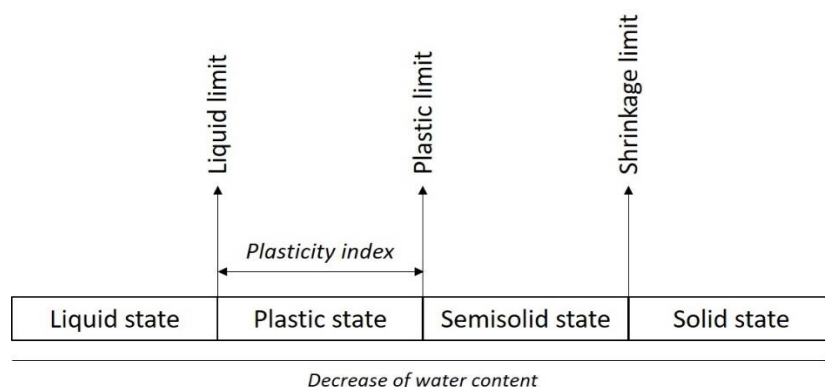 Liquid limit
Plastic limit
Shrinkage limit
Plasticity index
Liquid state
Plastic state
Semisolid state
Solid state
Decrease of water content